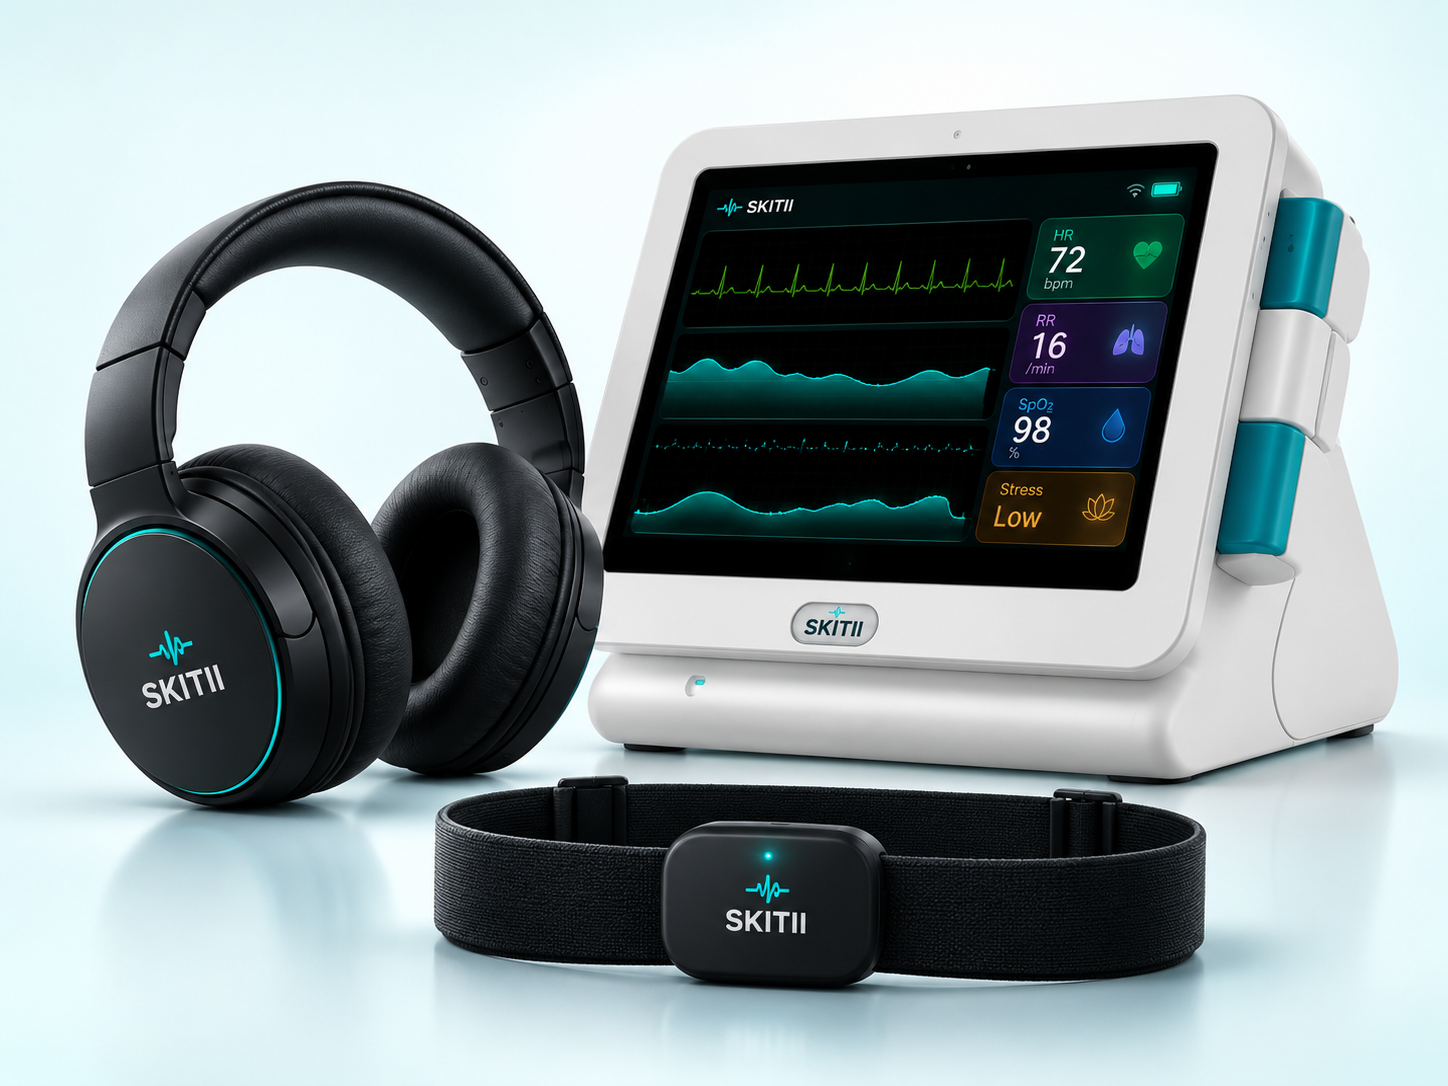 SKITII
HR
72
bpm
RR
16
/min
SpO₂
98
%
Stress
Low
SKITII
SKITII
SKITII